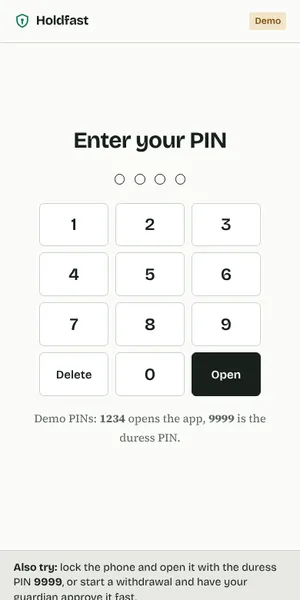 Holdfast
Demo
Enter your PIN
1 2 3
4 5 6
7 8 9
Delete 0 Open
Demo PINs: 1234 opens the app, 9999 is the
duress PIN.
Also try: lock the phone and open it with the duress
PIN 9999, or start a withdrawal and have your
guardian approve it fast.